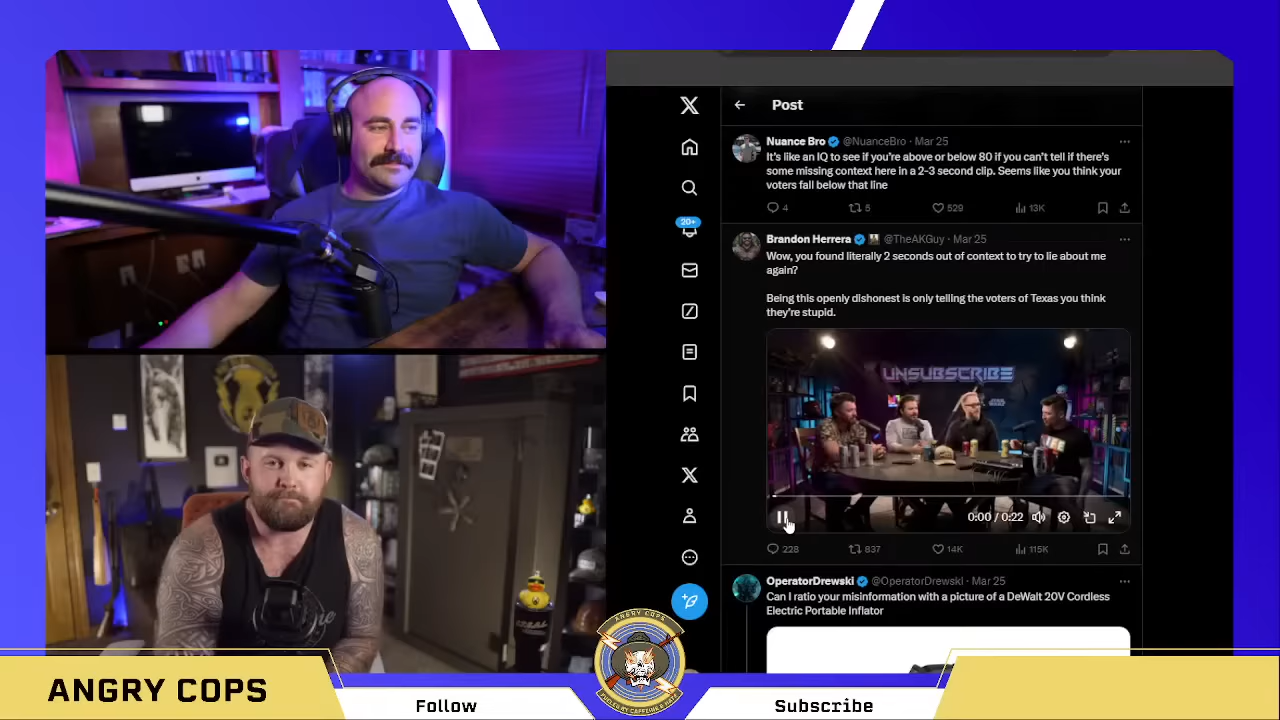 Post
Nuance Bro @NuanceBro · Mar 25
It's like an IQ to see if you're above or below 80 if you can't tell if there's
some missing context here in a 2-3 second clip. Seems like you think your
voters fall below that line
4 5 529 13K
20+
Brandon Herrera @TheAKGuy · Mar 25
Wow, you found literally 2 seconds out of context to try to lie about me
again?
Being this openly dishonest is only telling the voters of Texas you think
they're stupid.
UNSUBSCRIBE
0:00 / 0:22
228 837 14K 115K
OperatorDrewski @OperatorDrewski · Mar 25
Can I ratio your misinformation with a picture of a DeWalt 20V Cordless
Electric Portable Inflator
ANGRY COPS
FUELED BY CAFFEINE & HATE
ANGRY COPS
Follow
Subscribe